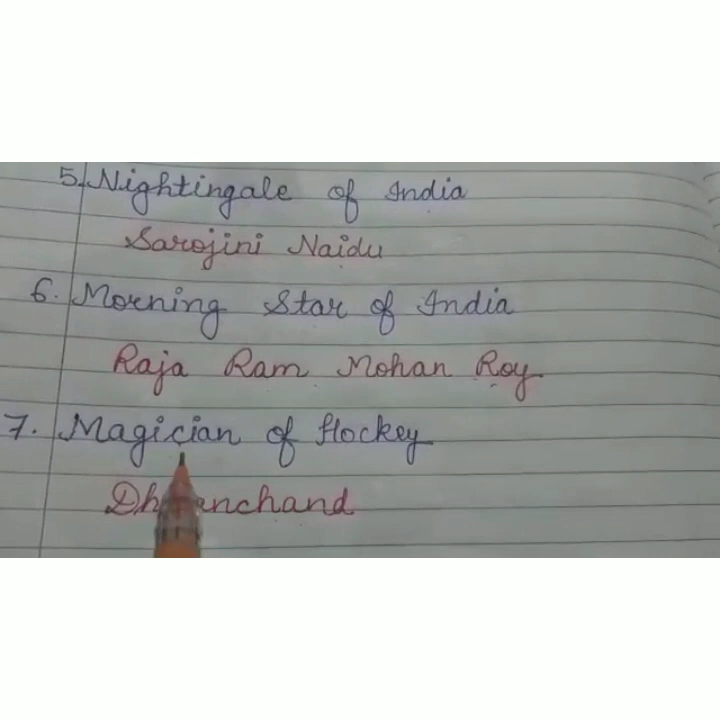 5. Nightingale of India
Sarojini Naidu
6. Morning Star of India
Raja Ram Mohan Roy
7. Magician of Hockey